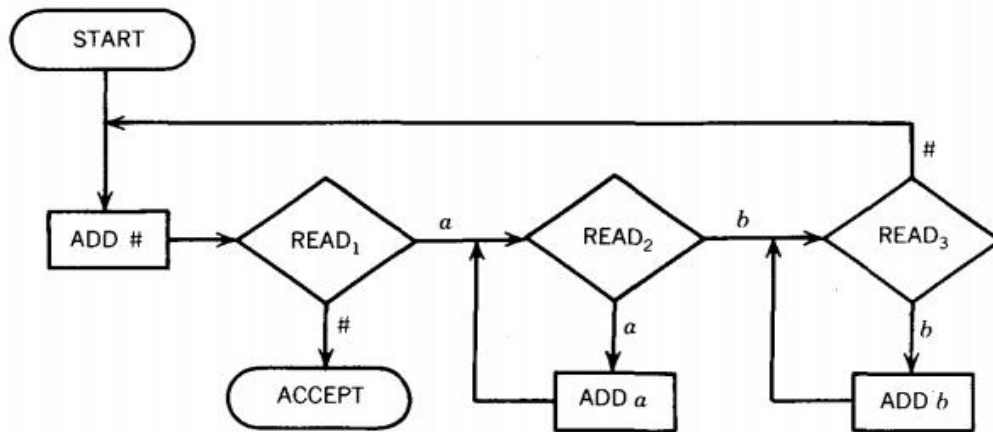 START
#
ADD #
READ₁
a
READ₂
b
READ₃
#
a
b
ACCEPT
ADD a
ADD b